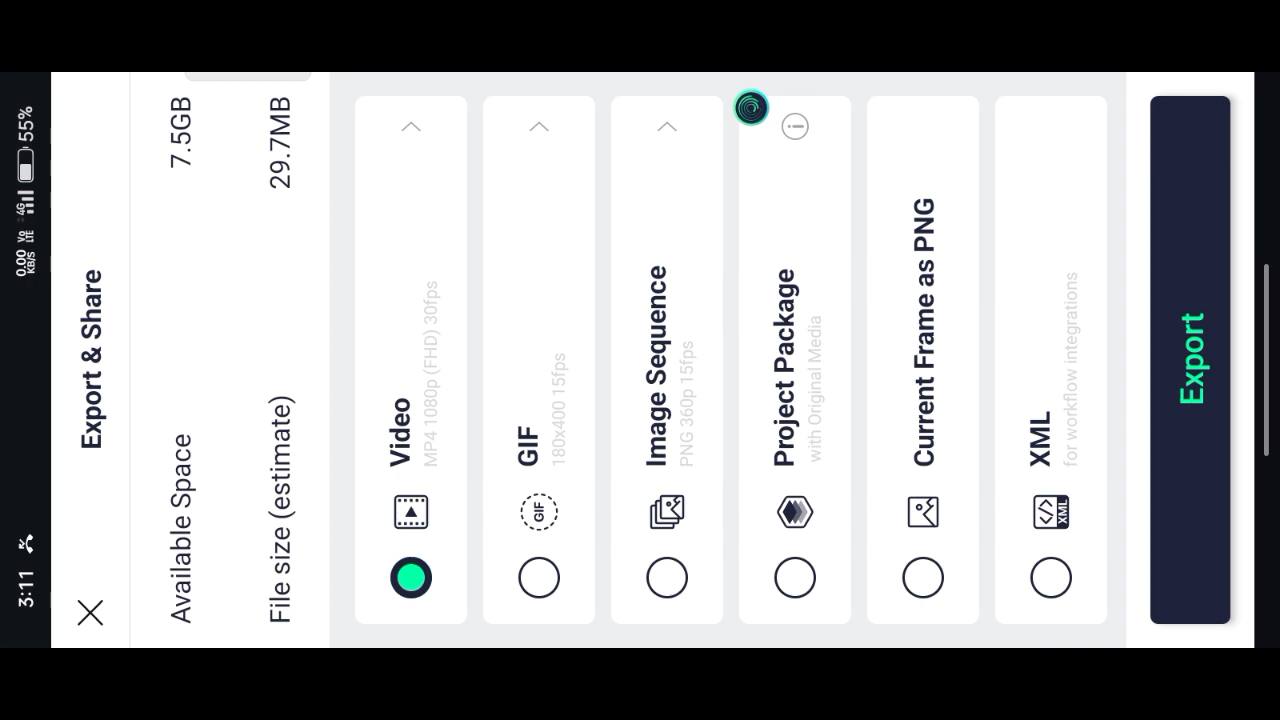 3:11
0.00 KB/S
Vo LTE
4G
55%
Export & Share
Available Space 7.5GB
File size (estimate) 29.7MB
Video
MP4 1080p (FHD) 30fps
GIF
GIF
180x400 15fps
Image Sequence
PNG 360p 15fps
Project Package
with Original Media
Current Frame as PNG
XML
XML
for workflow integrations
Export